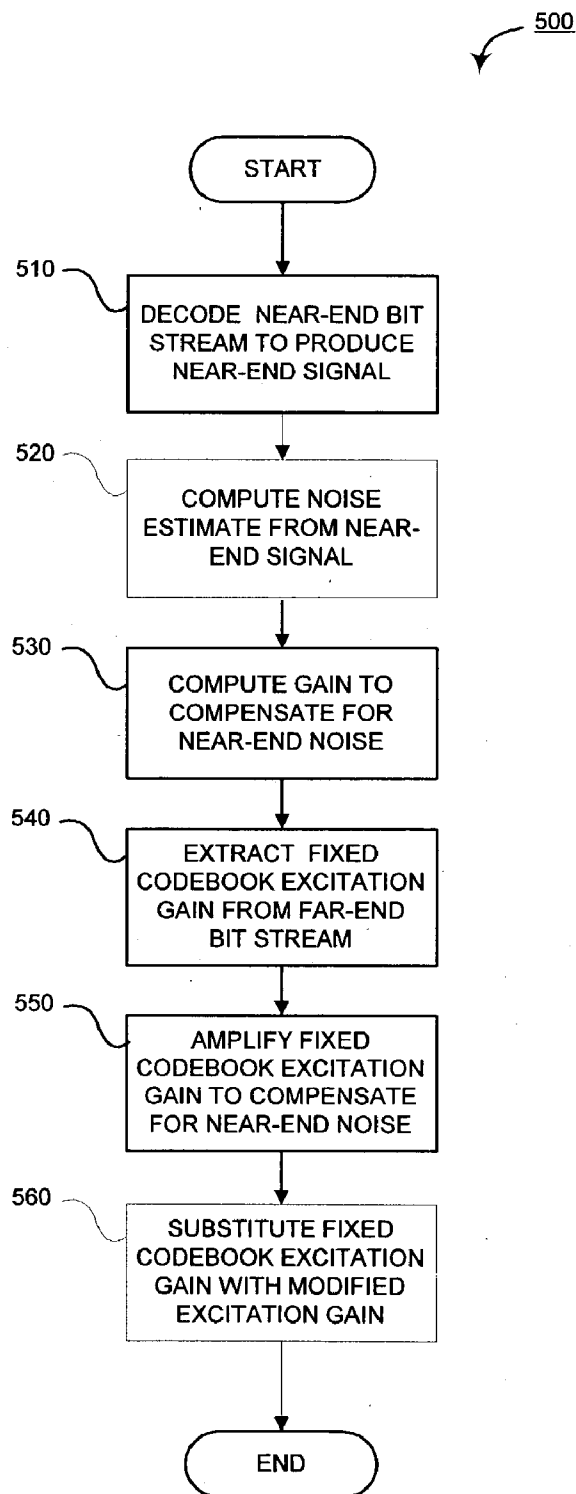 500
START
510
DECODE NEAR-END BIT
STREAM TO PRODUCE
NEAR-END SIGNAL
520
COMPUTE NOISE
ESTIMATE FROM NEAR-
END SIGNAL
530
COMPUTE GAIN TO
COMPENSATE FOR
NEAR-END NOISE
540
EXTRACT FIXED
CODEBOOK EXCITATION
GAIN FROM FAR-END
BIT STREAM
550
AMPLIFY FIXED
CODEBOOK EXCITATION
GAIN TO COMPENSATE
FOR NEAR-END NOISE
560
SUBSTITUTE FIXED
CODEBOOK EXCITATION
GAIN WITH MODIFIED
EXCITATION GAIN
END